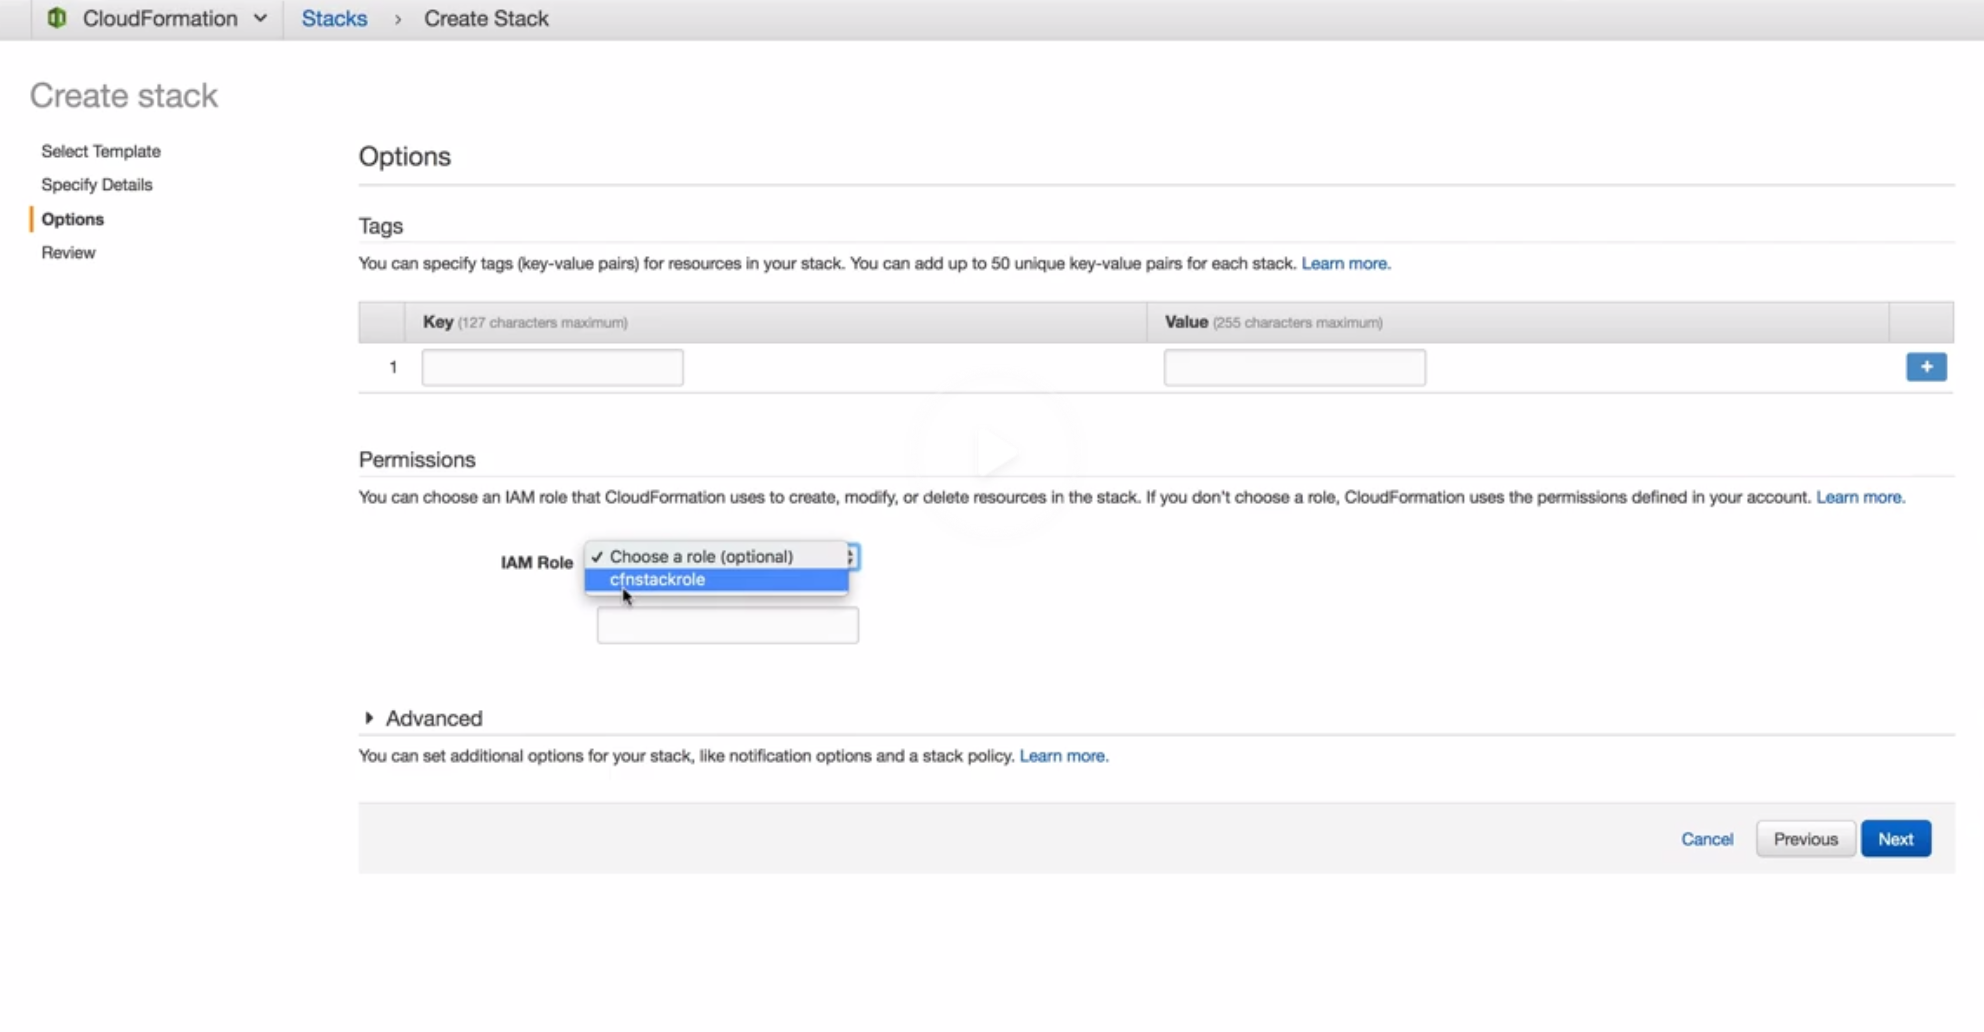 CloudFormation Stacks › Create Stack
Create stack
Select Template
Specify Details
Options
Review
Options
Tags
You can specify tags (key-value pairs) for resources in your stack. You can add up to 50 unique key-value pairs for each stack. Learn more.
Key (127 characters maximum) Value (255 characters maximum)
1 +
Permissions
You can choose an IAM role that CloudFormation uses to create, modify, or delete resources in the stack. If you don't choose a role, CloudFormation uses the permissions defined in your account. Learn more.
IAM Role ✓ Choose a role (optional)
cfnstackrole
Advanced
You can set additional options for your stack, like notification options and a stack policy. Learn more.
Cancel Previous Next